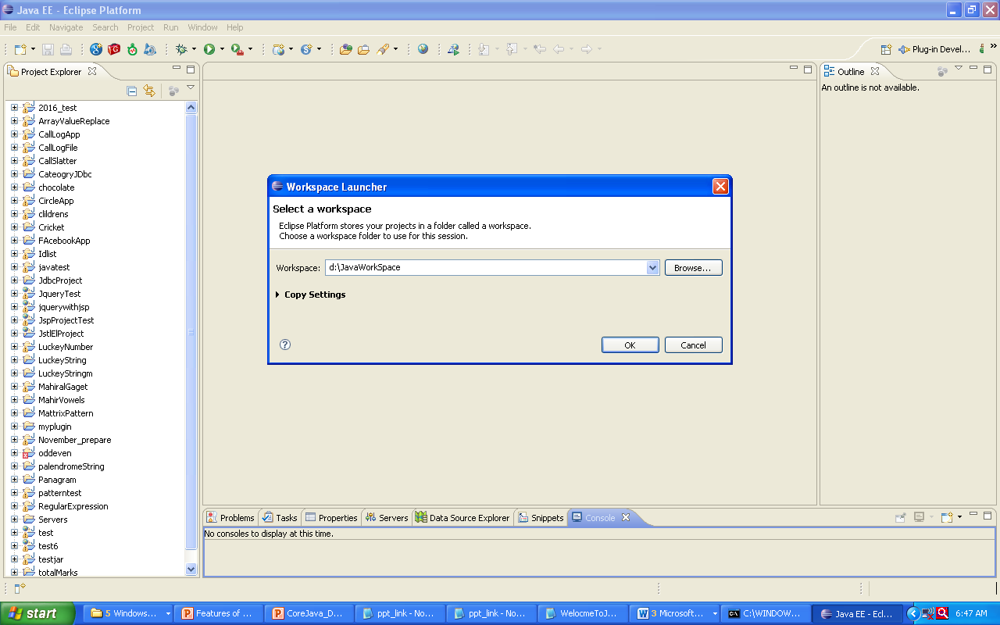 Java EE - Eclipse Platform
File Edit Navigate Search Project Run Window Help
Plug-in Devel...
Project Explorer
2016_test
ArrayValueReplace
CallLogApp
CallLogFile
CallSlatter
CateogryJDbc
chocolate
CircleApp
clildrens
Cricket
FAcebookApp
Idlist
javatest
JdbcProject
JqueryTest
jquerywithjsp
JspProjectTest
JstlElProject
LuckeyNumber
LuckeyString
LuckeyStringm
MahiralGaget
MahirVowels
MattrixPattern
myplugin
November_prepare
oddeven
palendromeString
Panagram
patterntest
RegularExpression
Servers
test
test6
testjar
totalMarks
Outline
An outline is not available.
Workspace Launcher
Select a workspace
Eclipse Platform stores your projects in a folder called a workspace.
Choose a workspace folder to use for this session.
Workspace: d:\JavaWorkSpace Browse...
Copy Settings
OK Cancel
Problems Tasks Properties Servers Data Source Explorer Snippets Console
No consoles to display at this time.
start 5 Windows... Features of ... CoreJava_D... ppt_link - No... ppt_link - No... WelocmeToJ... 3 Microsoft... C:\WINDOW... Java EE - Ecl... 6:47 AM